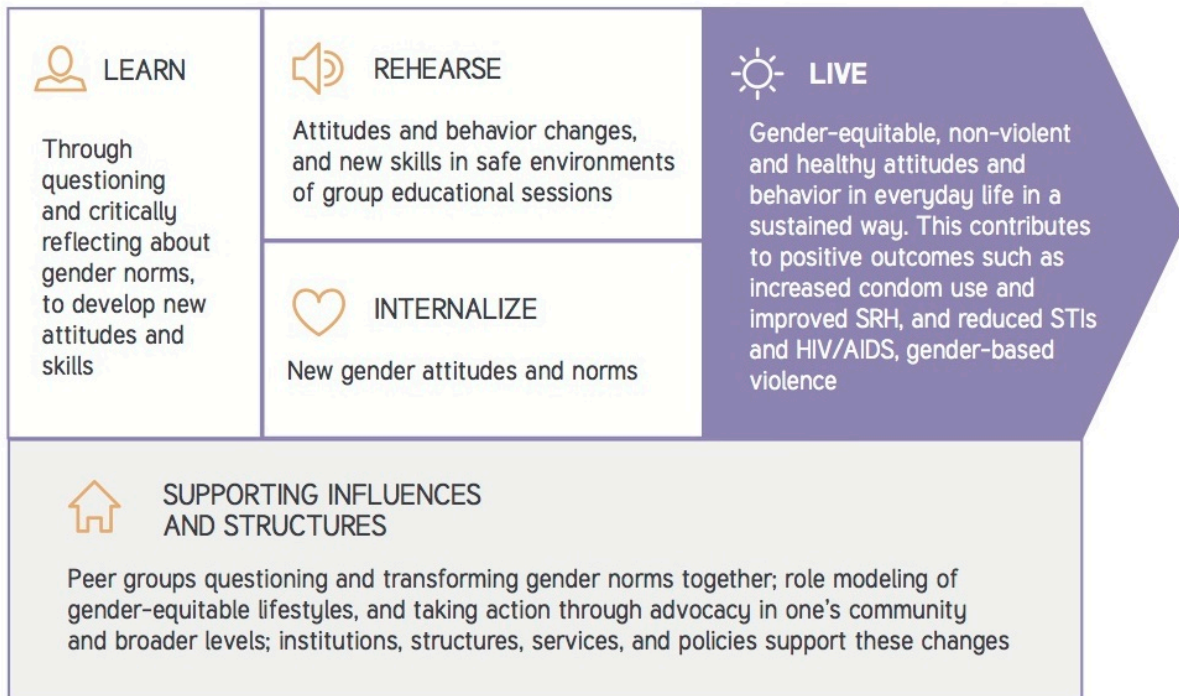 LEARN
Through
questioning
and critically
reflecting about
gender norms,
to develop new
attitudes and
skills
REHEARSE
Attitudes and behavior changes,
and new skills in safe environments
of group educational sessions
INTERNALIZE
New gender attitudes and norms
LIVE
Gender-equitable, non-violent
and healthy attitudes and
behavior in everyday life in a
sustained way. This contributes
to positive outcomes such as
increased condom use and
improved SRH, and reduced STIs
and HIV/AIDS, gender-based
violence
SUPPORTING INFLUENCES
AND STRUCTURES
Peer groups questioning and transforming gender norms together; role modeling of
gender-equitable lifestyles, and taking action through advocacy in one's community
and broader levels; institutions, structures, services, and policies support these changes